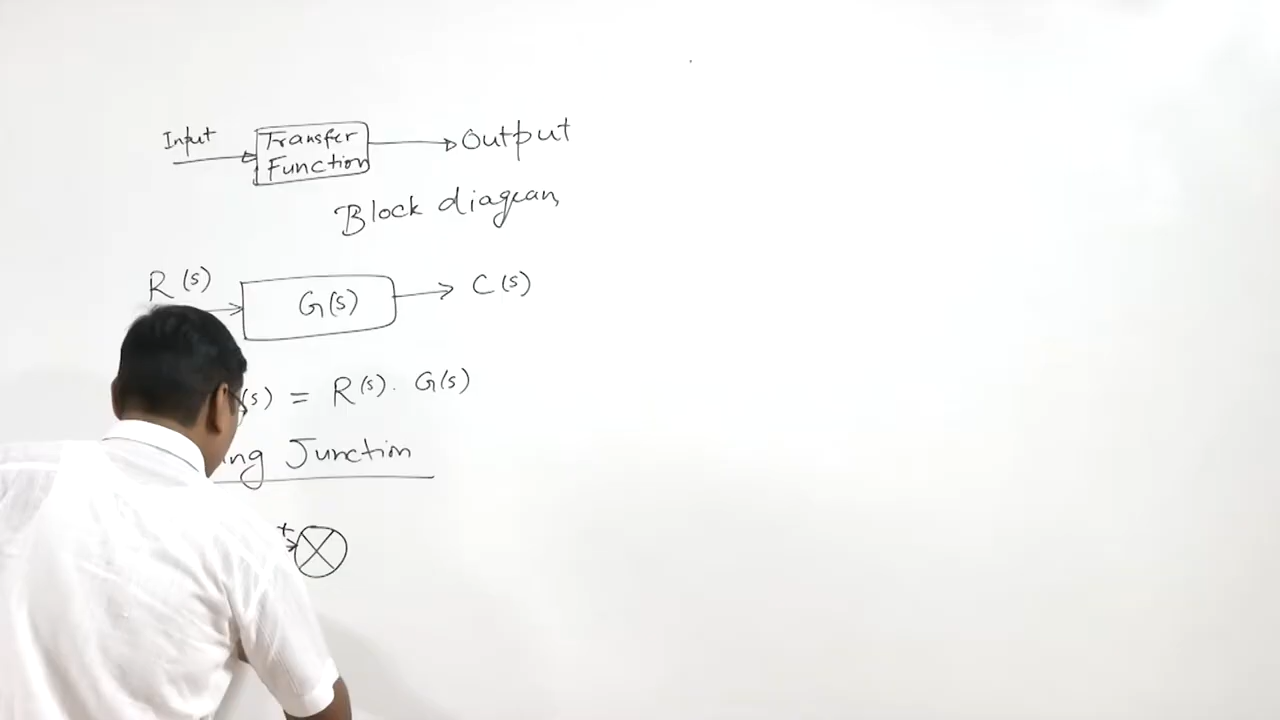 Input Transfer Function Output
Block diagram
R(s) G(s) C(s)
(s) = R(s). G(s)
ng Junction
+